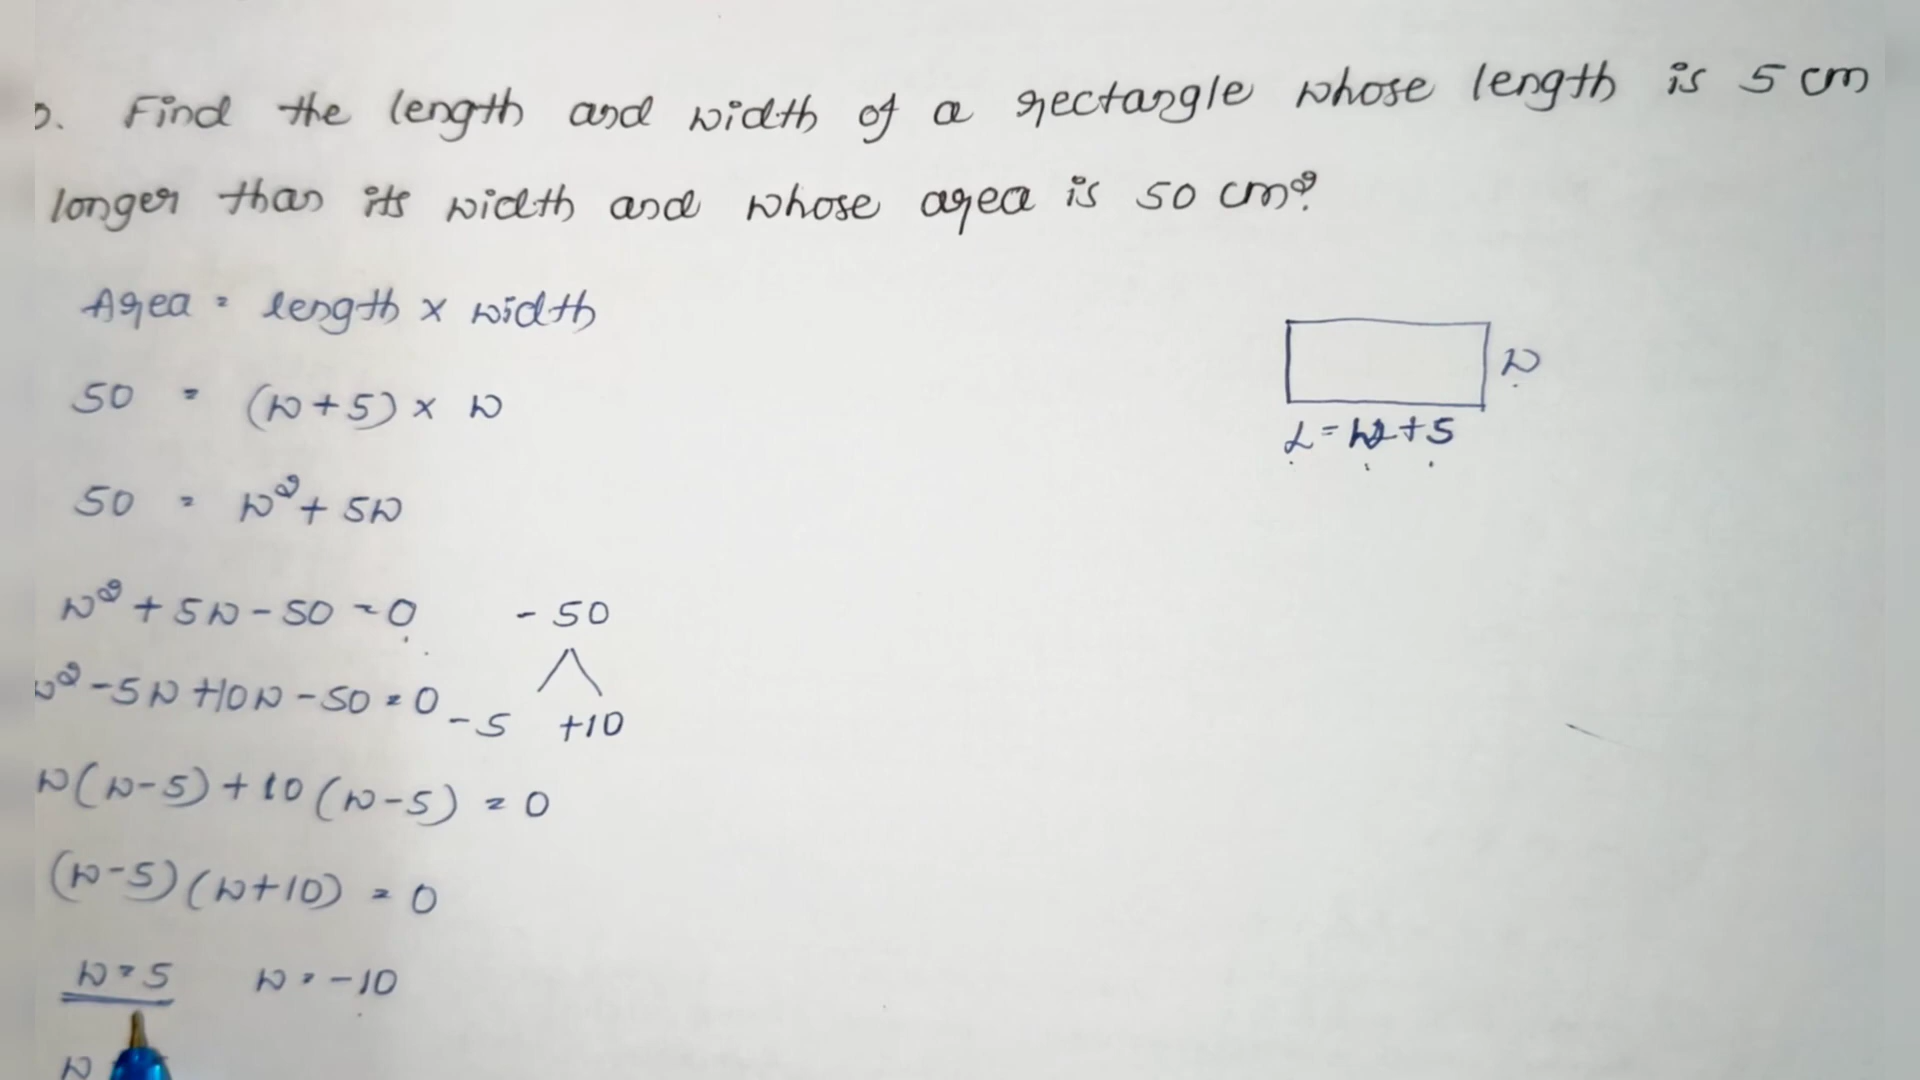 . Find the length and width of a rectangle whose length is 5 cm
longer than its width and whose area is 50 cm²?
Area = length × width
50 = (w+5) × w
50 = w² + 5w
w² + 5w - 50 = 0
w² - 5w + 10w - 50 = 0
w(w-5) + 10(w-5) = 0
(w-5)(w+10) = 0
w = 5 w = -10
w
- 50
- 5 +10
w
L = w + 5